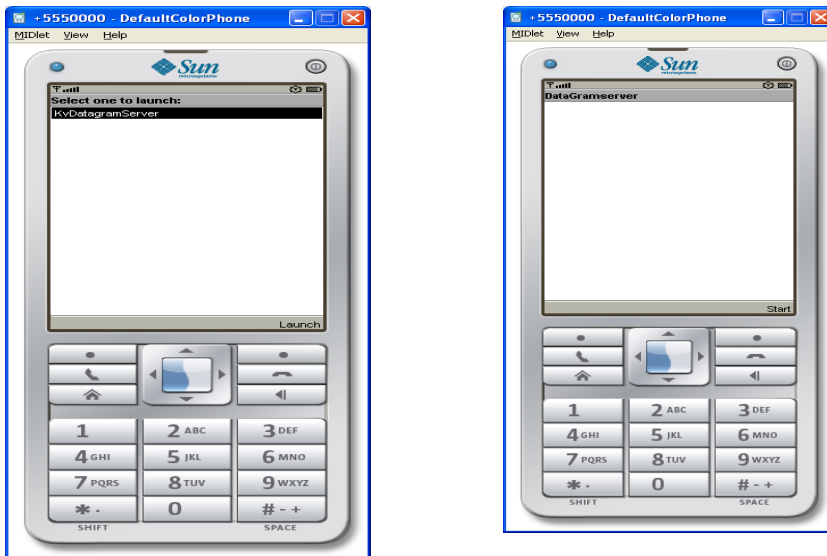 +5550000 - DefaultColorPhone
MIDlet View Help
Sun
microsystems
Select one to launch:
KvDatagramServer
Launch
1 2 ABC 3 DEF
4 GHI 5 JKL 6 MNO
7 PQRS 8 TUV 9 WXYZ
* . 0 # - +
SHIFT SPACE
+5550000 - DefaultColorPhone
MIDlet View Help
Sun
microsystems
DataGramserver
Start
1 2 ABC 3 DEF
4 GHI 5 JKL 6 MNO
7 PQRS 8 TUV 9 WXYZ
* . 0 # - +
SHIFT SPACE